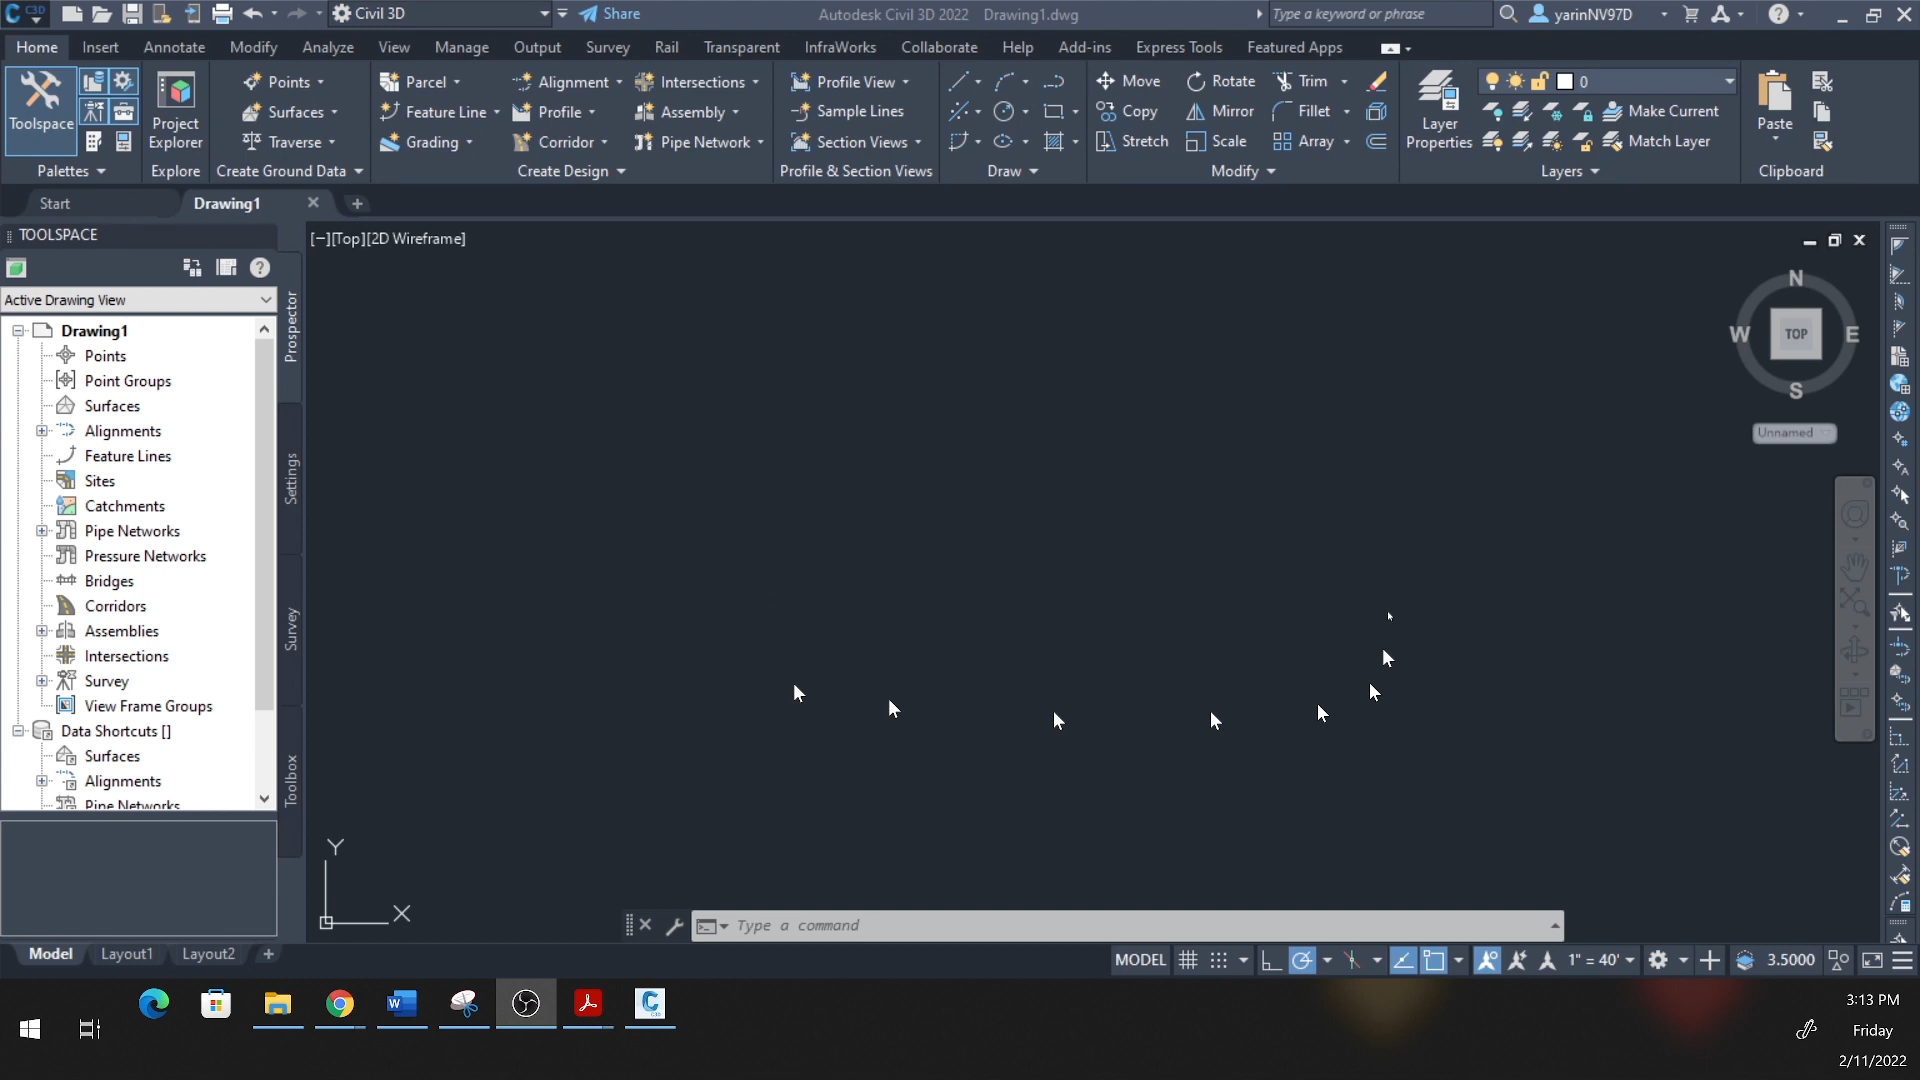 C3D Civil 3D Share Autodesk Civil 3D 2022 Drawing1.dwg Type a keyword or phrase yarinNV97D
Home Insert Annotate Modify Analyze View Manage Output Survey Rail Transparent InfraWorks Collaborate Help Add-ins Express Tools Featured Apps
Points Parcel Alignment Intersections Profile View Move Rotate Trim 0
Toolspace Project Explorer Surfaces Feature Line Profile Assembly Sample Lines Copy Mirror Fillet Layer Properties Make Current Paste
Traverse Grading Corridor Pipe Network Section Views Stretch Scale Array Match Layer
Palettes Explore Create Ground Data Create Design Profile & Section Views Draw Modify Layers Clipboard
Start Drawing1
TOOLSPACE
[−][Top][2D Wireframe]
Active Drawing View
Drawing1
Points
Point Groups
Surfaces
Alignments
Feature Lines
Sites
Catchments
Pipe Networks
Pressure Networks
Bridges
Corridors
Assemblies
Intersections
Survey
View Frame Groups
Data Shortcuts []
Surfaces
Alignments
Pipe Networks
Prospector
Settings
Survey
Toolbox
N
W TOP E
S
Unnamed
Y
X
Type a command
Model Layout1 Layout2
MODEL 1" = 40' 3.5000
3:13 PM
Friday
2/11/2022